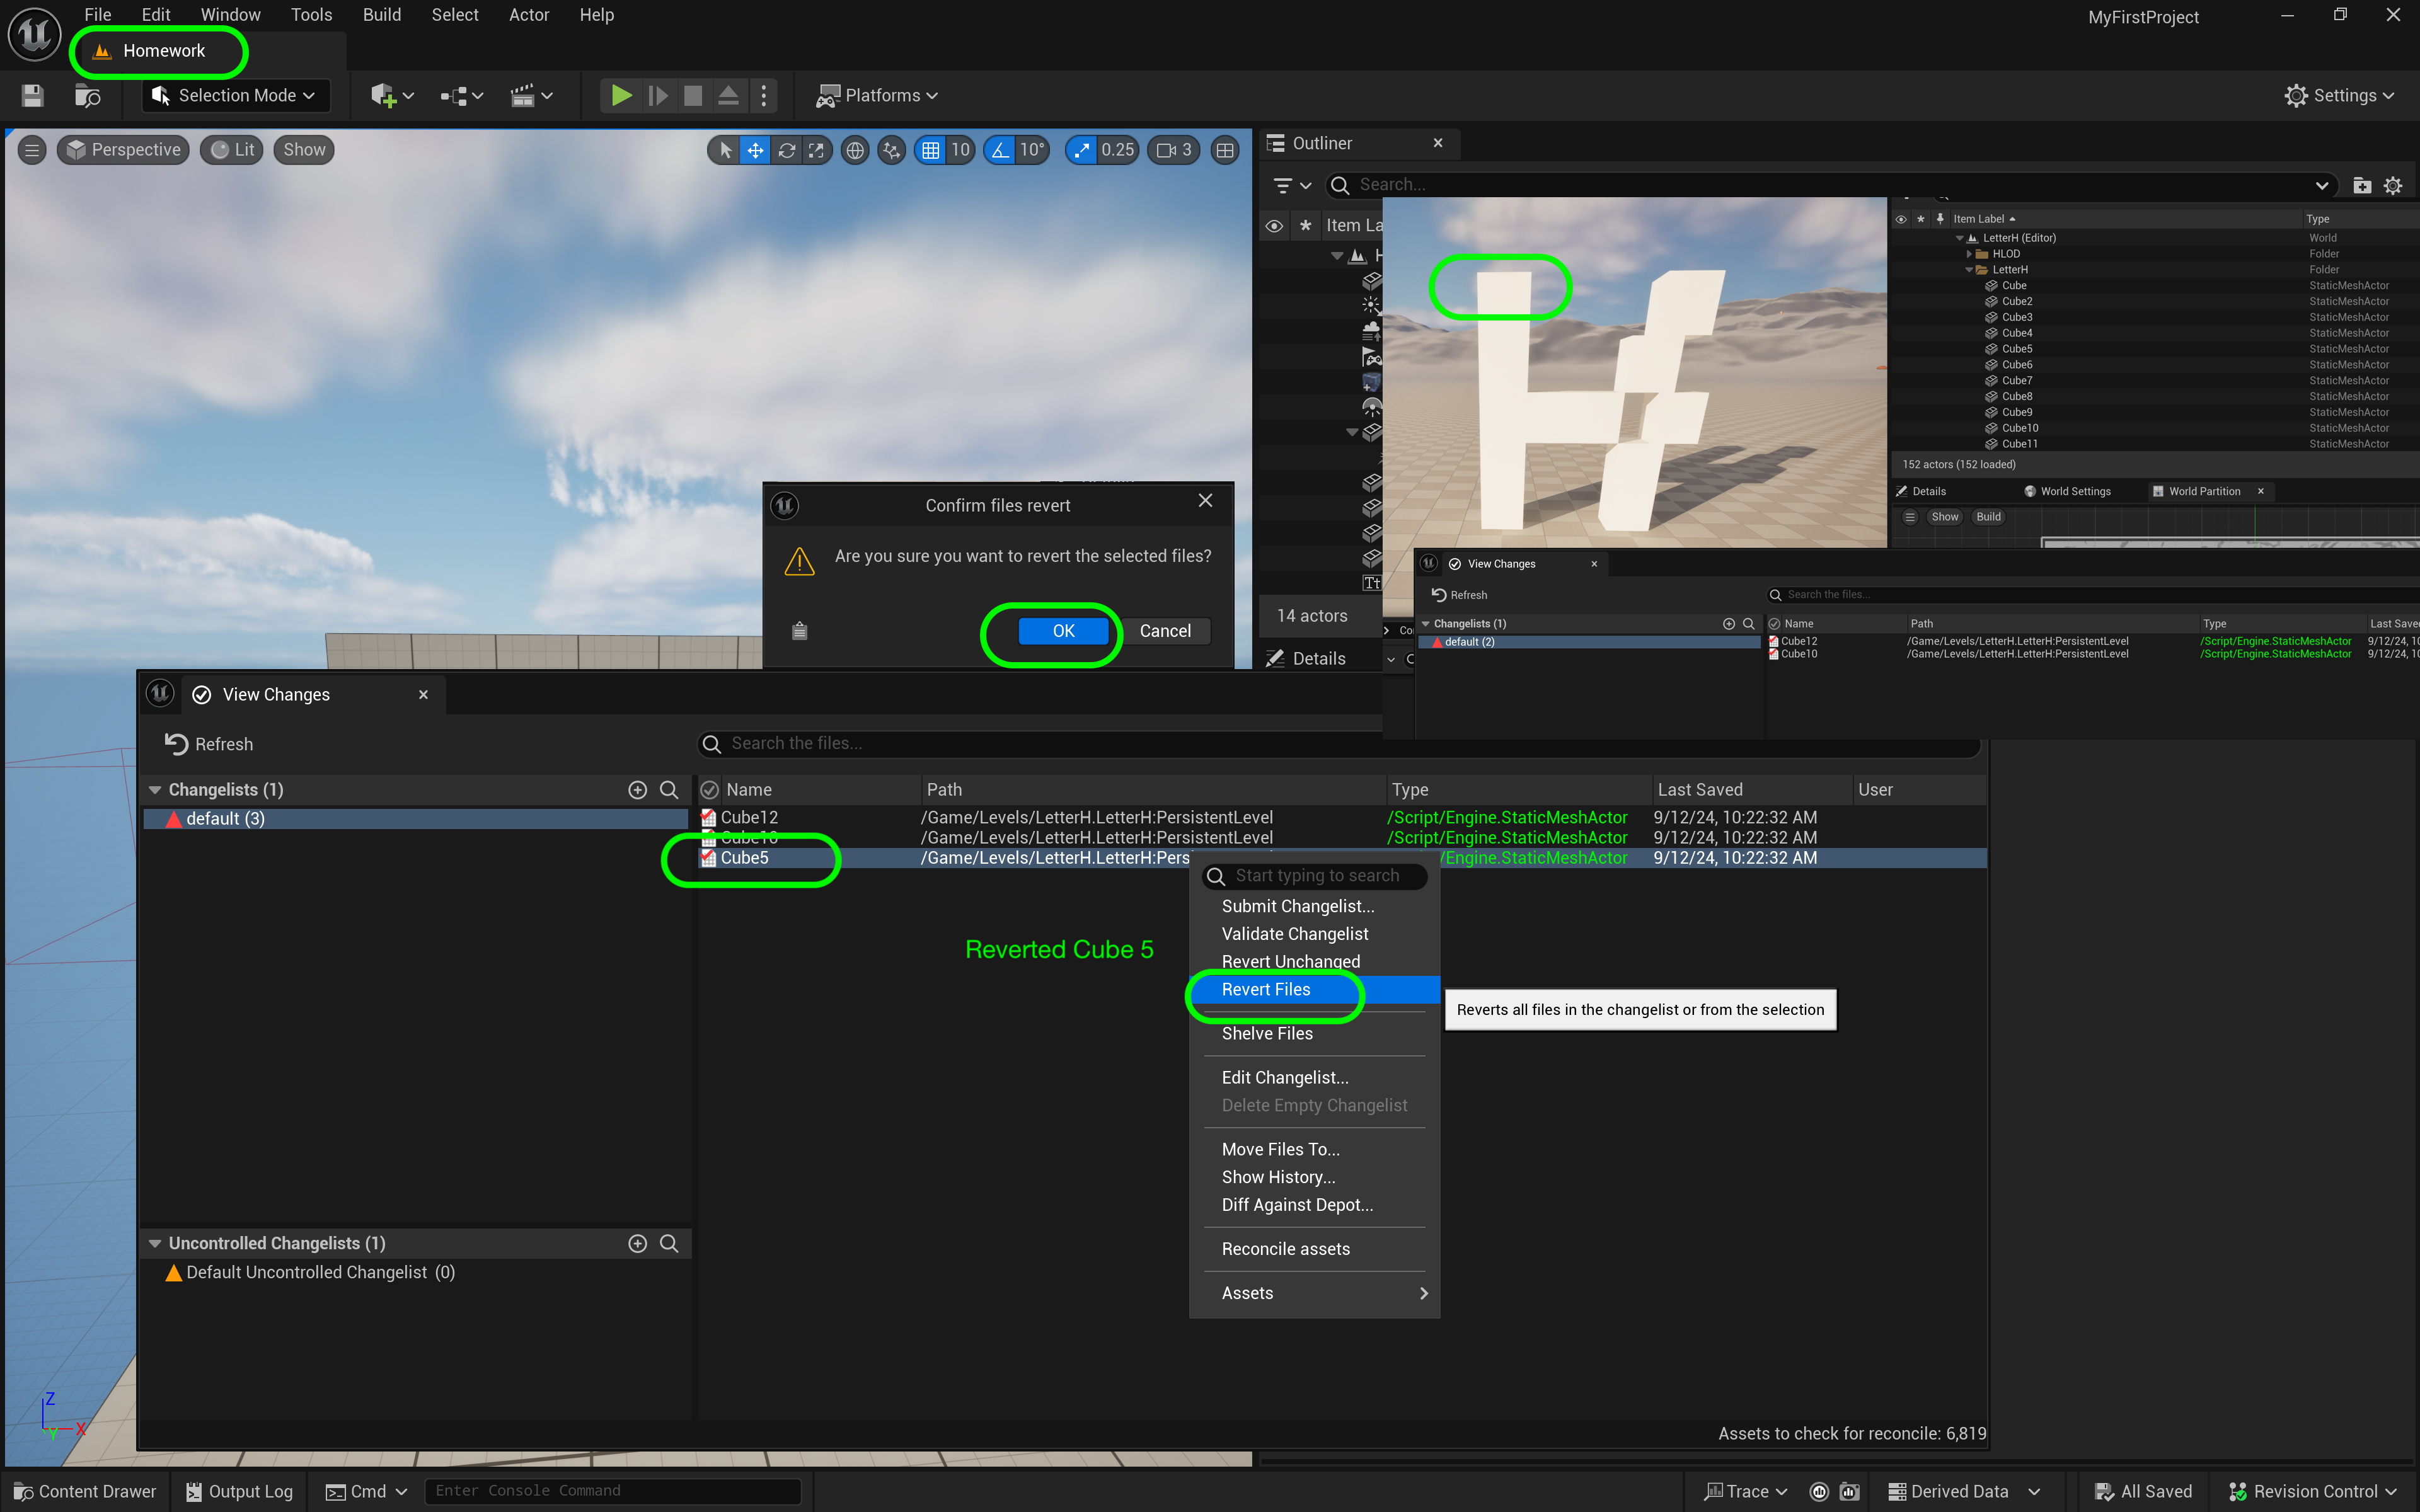 File Edit Window Tools Build Select Actor Help
MyFirstProject
Homework
Selection Mode
Platforms
Settings
Perspective
Lit
Show
10
10°
0.25
3
Outliner
Search...
Item La
14 actors
Details
Item Label Type
LetterH (Editor) World
HLOD Folder
LetterH Folder
Cube StaticMeshActor
Cube2 StaticMeshActor
Cube3 StaticMeshActor
Cube4 StaticMeshActor
Cube5 StaticMeshActor
Cube6 StaticMeshActor
Cube7 StaticMeshActor
Cube8 StaticMeshActor
Cube9 StaticMeshActor
Cube10 StaticMeshActor
Cube11 StaticMeshActor
152 actors (152 loaded)
Details World Settings World Partition
Show Build
View Changes
Refresh
Search the files...
Changelists (1) Name Path Type Last Save
default (2)
Cube12 /Game/Levels/LetterH.LetterH:PersistentLevel /Script/Engine.StaticMeshActor 9/12/24, 10
Cube10 /Game/Levels/LetterH.LetterH:PersistentLevel /Script/Engine.StaticMeshActor 9/12/24, 10
Confirm files revert
Are you sure you want to revert the selected files?
OK Cancel
View Changes
Refresh
Search the files...
Changelists (1) Name Path Type Last Saved User
default (3)
Cube12 /Game/Levels/LetterH.LetterH:PersistentLevel /Script/Engine.StaticMeshActor 9/12/24, 10:22:32 AM
Cube10 /Game/Levels/LetterH.LetterH:PersistentLevel /Script/Engine.StaticMeshActor 9/12/24, 10:22:32 AM
Cube5 /Game/Levels/LetterH.LetterH:Pers /Engine.StaticMeshActor 9/12/24, 10:22:32 AM
Start typing to search
Submit Changelist...
Validate Changelist
Revert Unchanged
Revert Files
Shelve Files
Edit Changelist...
Delete Empty Changelist
Move Files To...
Show History...
Diff Against Depot...
Reconcile assets
Assets
Reverted Cube 5
Reverts all files in the changelist or from the selection
Uncontrolled Changelists (1)
Default Uncontrolled Changelist (0)
Z
X
Y
Assets to check for reconcile: 6,819
Content Drawer Output Log Cmd Enter Console Command
Trace Derived Data All Saved Revision Control